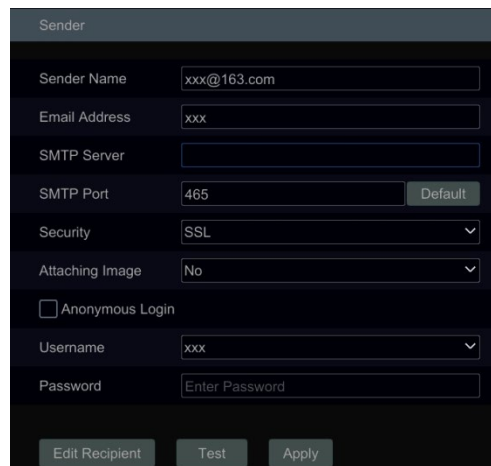 Sender
Sender Name xxx@163.com
Email Address xxx
SMTP Server
SMTP Port 465 Default
Security SSL
Attaching Image No
Anonymous Login
Username xxx
Password Enter Password
Edit Recipient Test Apply